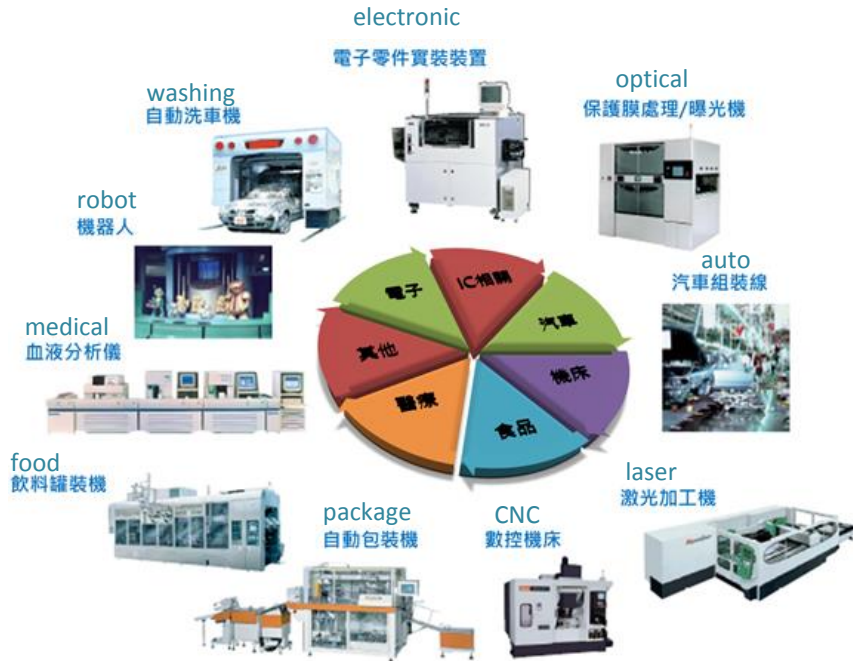 electronic
電子零件實裝裝置
washing
自動洗車機
optical
保護膜處理/曝光機
robot
機器人
auto
汽車組裝線
medical
血液分析儀
電子
IC相關
汽車
其他
機床
醫療
食品
food
飲料罐裝機
package
自動包裝機
CNC
數控機床
laser
激光加工機